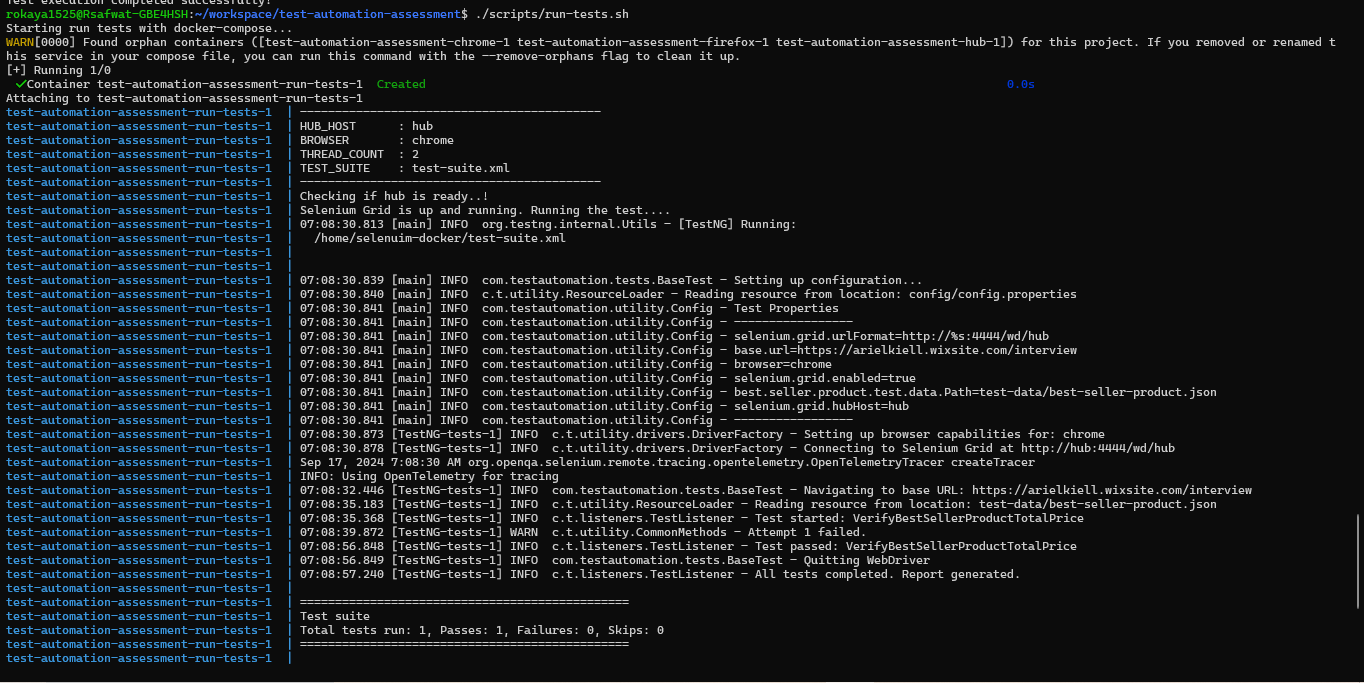 Test execution completed successfully!
rokaya1525@Rsafwat-GBE4HSH:~/workspace/test-automation-assessment$ ./scripts/run-tests.sh
Starting run tests with docker-compose...
WARN[0000] Found orphan containers ([test-automation-assessment-chrome-1 test-automation-assessment-firefox-1 test-automation-assessment-hub-1]) for this project. If you removed or renamed t
his service in your compose file, you can run this command with the --remove-orphans flag to clean it up.
[+] Running 1/0
✔Container test-automation-assessment-run-tests-1  Created  0.0s
Attaching to test-automation-assessment-run-tests-1
test-automation-assessment-run-tests-1  | -------------------------------------------
test-automation-assessment-run-tests-1  | HUB_HOST      : hub
test-automation-assessment-run-tests-1  | BROWSER       : chrome
test-automation-assessment-run-tests-1  | THREAD_COUNT  : 2
test-automation-assessment-run-tests-1  | TEST_SUITE    : test-suite.xml
test-automation-assessment-run-tests-1  | -------------------------------------------
test-automation-assessment-run-tests-1  | Checking if hub is ready..!
test-automation-assessment-run-tests-1  | Selenium Grid is up and running. Running the test....
test-automation-assessment-run-tests-1  | 07:08:30.813 [main] INFO  org.testng.internal.Utils - [TestNG] Running:
test-automation-assessment-run-tests-1  |   /home/selenuim-docker/test-suite.xml
test-automation-assessment-run-tests-1  |
test-automation-assessment-run-tests-1  |
test-automation-assessment-run-tests-1  | 07:08:30.839 [main] INFO  com.testautomation.tests.BaseTest - Setting up configuration...
test-automation-assessment-run-tests-1  | 07:08:30.840 [main] INFO  c.t.utility.ResourceLoader - Reading resource from location: config/config.properties
test-automation-assessment-run-tests-1  | 07:08:30.841 [main] INFO  com.testautomation.utility.Config - Test Properties
test-automation-assessment-run-tests-1  | 07:08:30.841 [main] INFO  com.testautomation.utility.Config - -----------------
test-automation-assessment-run-tests-1  | 07:08:30.841 [main] INFO  com.testautomation.utility.Config - selenium.grid.urlFormat=http://%s:4444/wd/hub
test-automation-assessment-run-tests-1  | 07:08:30.841 [main] INFO  com.testautomation.utility.Config - base.url=https://arielkiell.wixsite.com/interview
test-automation-assessment-run-tests-1  | 07:08:30.841 [main] INFO  com.testautomation.utility.Config - browser=chrome
test-automation-assessment-run-tests-1  | 07:08:30.841 [main] INFO  com.testautomation.utility.Config - selenium.grid.enabled=true
test-automation-assessment-run-tests-1  | 07:08:30.841 [main] INFO  com.testautomation.utility.Config - best.seller.product.test.data.Path=test-data/best-seller-product.json
test-automation-assessment-run-tests-1  | 07:08:30.841 [main] INFO  com.testautomation.utility.Config - selenium.grid.hubHost=hub
test-automation-assessment-run-tests-1  | 07:08:30.841 [main] INFO  com.testautomation.utility.Config - -----------------
test-automation-assessment-run-tests-1  | 07:08:30.873 [TestNG-tests-1] INFO  c.t.utility.drivers.DriverFactory - Setting up browser capabilities for: chrome
test-automation-assessment-run-tests-1  | 07:08:30.878 [TestNG-tests-1] INFO  c.t.utility.drivers.DriverFactory - Connecting to Selenium Grid at http://hub:4444/wd/hub
test-automation-assessment-run-tests-1  | Sep 17, 2024 7:08:30 AM org.openqa.selenium.remote.tracing.opentelemetry.OpenTelemetryTracer createTracer
test-automation-assessment-run-tests-1  | INFO: Using OpenTelemetry for tracing
test-automation-assessment-run-tests-1  | 07:08:32.446 [TestNG-tests-1] INFO  com.testautomation.tests.BaseTest - Navigating to base URL: https://arielkiell.wixsite.com/interview
test-automation-assessment-run-tests-1  | 07:08:35.183 [TestNG-tests-1] INFO  c.t.utility.ResourceLoader - Reading resource from location: test-data/best-seller-product.json
test-automation-assessment-run-tests-1  | 07:08:35.368 [TestNG-tests-1] INFO  c.t.listeners.TestListener - Test started: VerifyBestSellerProductTotalPrice
test-automation-assessment-run-tests-1  | 07:08:39.872 [TestNG-tests-1] WARN  c.t.utility.CommonMethods - Attempt 1 failed.
test-automation-assessment-run-tests-1  | 07:08:56.848 [TestNG-tests-1] INFO  c.t.listeners.TestListener - Test passed: VerifyBestSellerProductTotalPrice
test-automation-assessment-run-tests-1  | 07:08:56.849 [TestNG-tests-1] INFO  com.testautomation.tests.BaseTest - Quitting WebDriver
test-automation-assessment-run-tests-1  | 07:08:57.240 [TestNG-tests-1] INFO  c.t.listeners.TestListener - All tests completed. Report generated.
test-automation-assessment-run-tests-1  |
test-automation-assessment-run-tests-1  | ===============================================
test-automation-assessment-run-tests-1  | Test suite
test-automation-assessment-run-tests-1  | Total tests run: 1, Passes: 1, Failures: 0, Skips: 0
test-automation-assessment-run-tests-1  | ===============================================
test-automation-assessment-run-tests-1  |